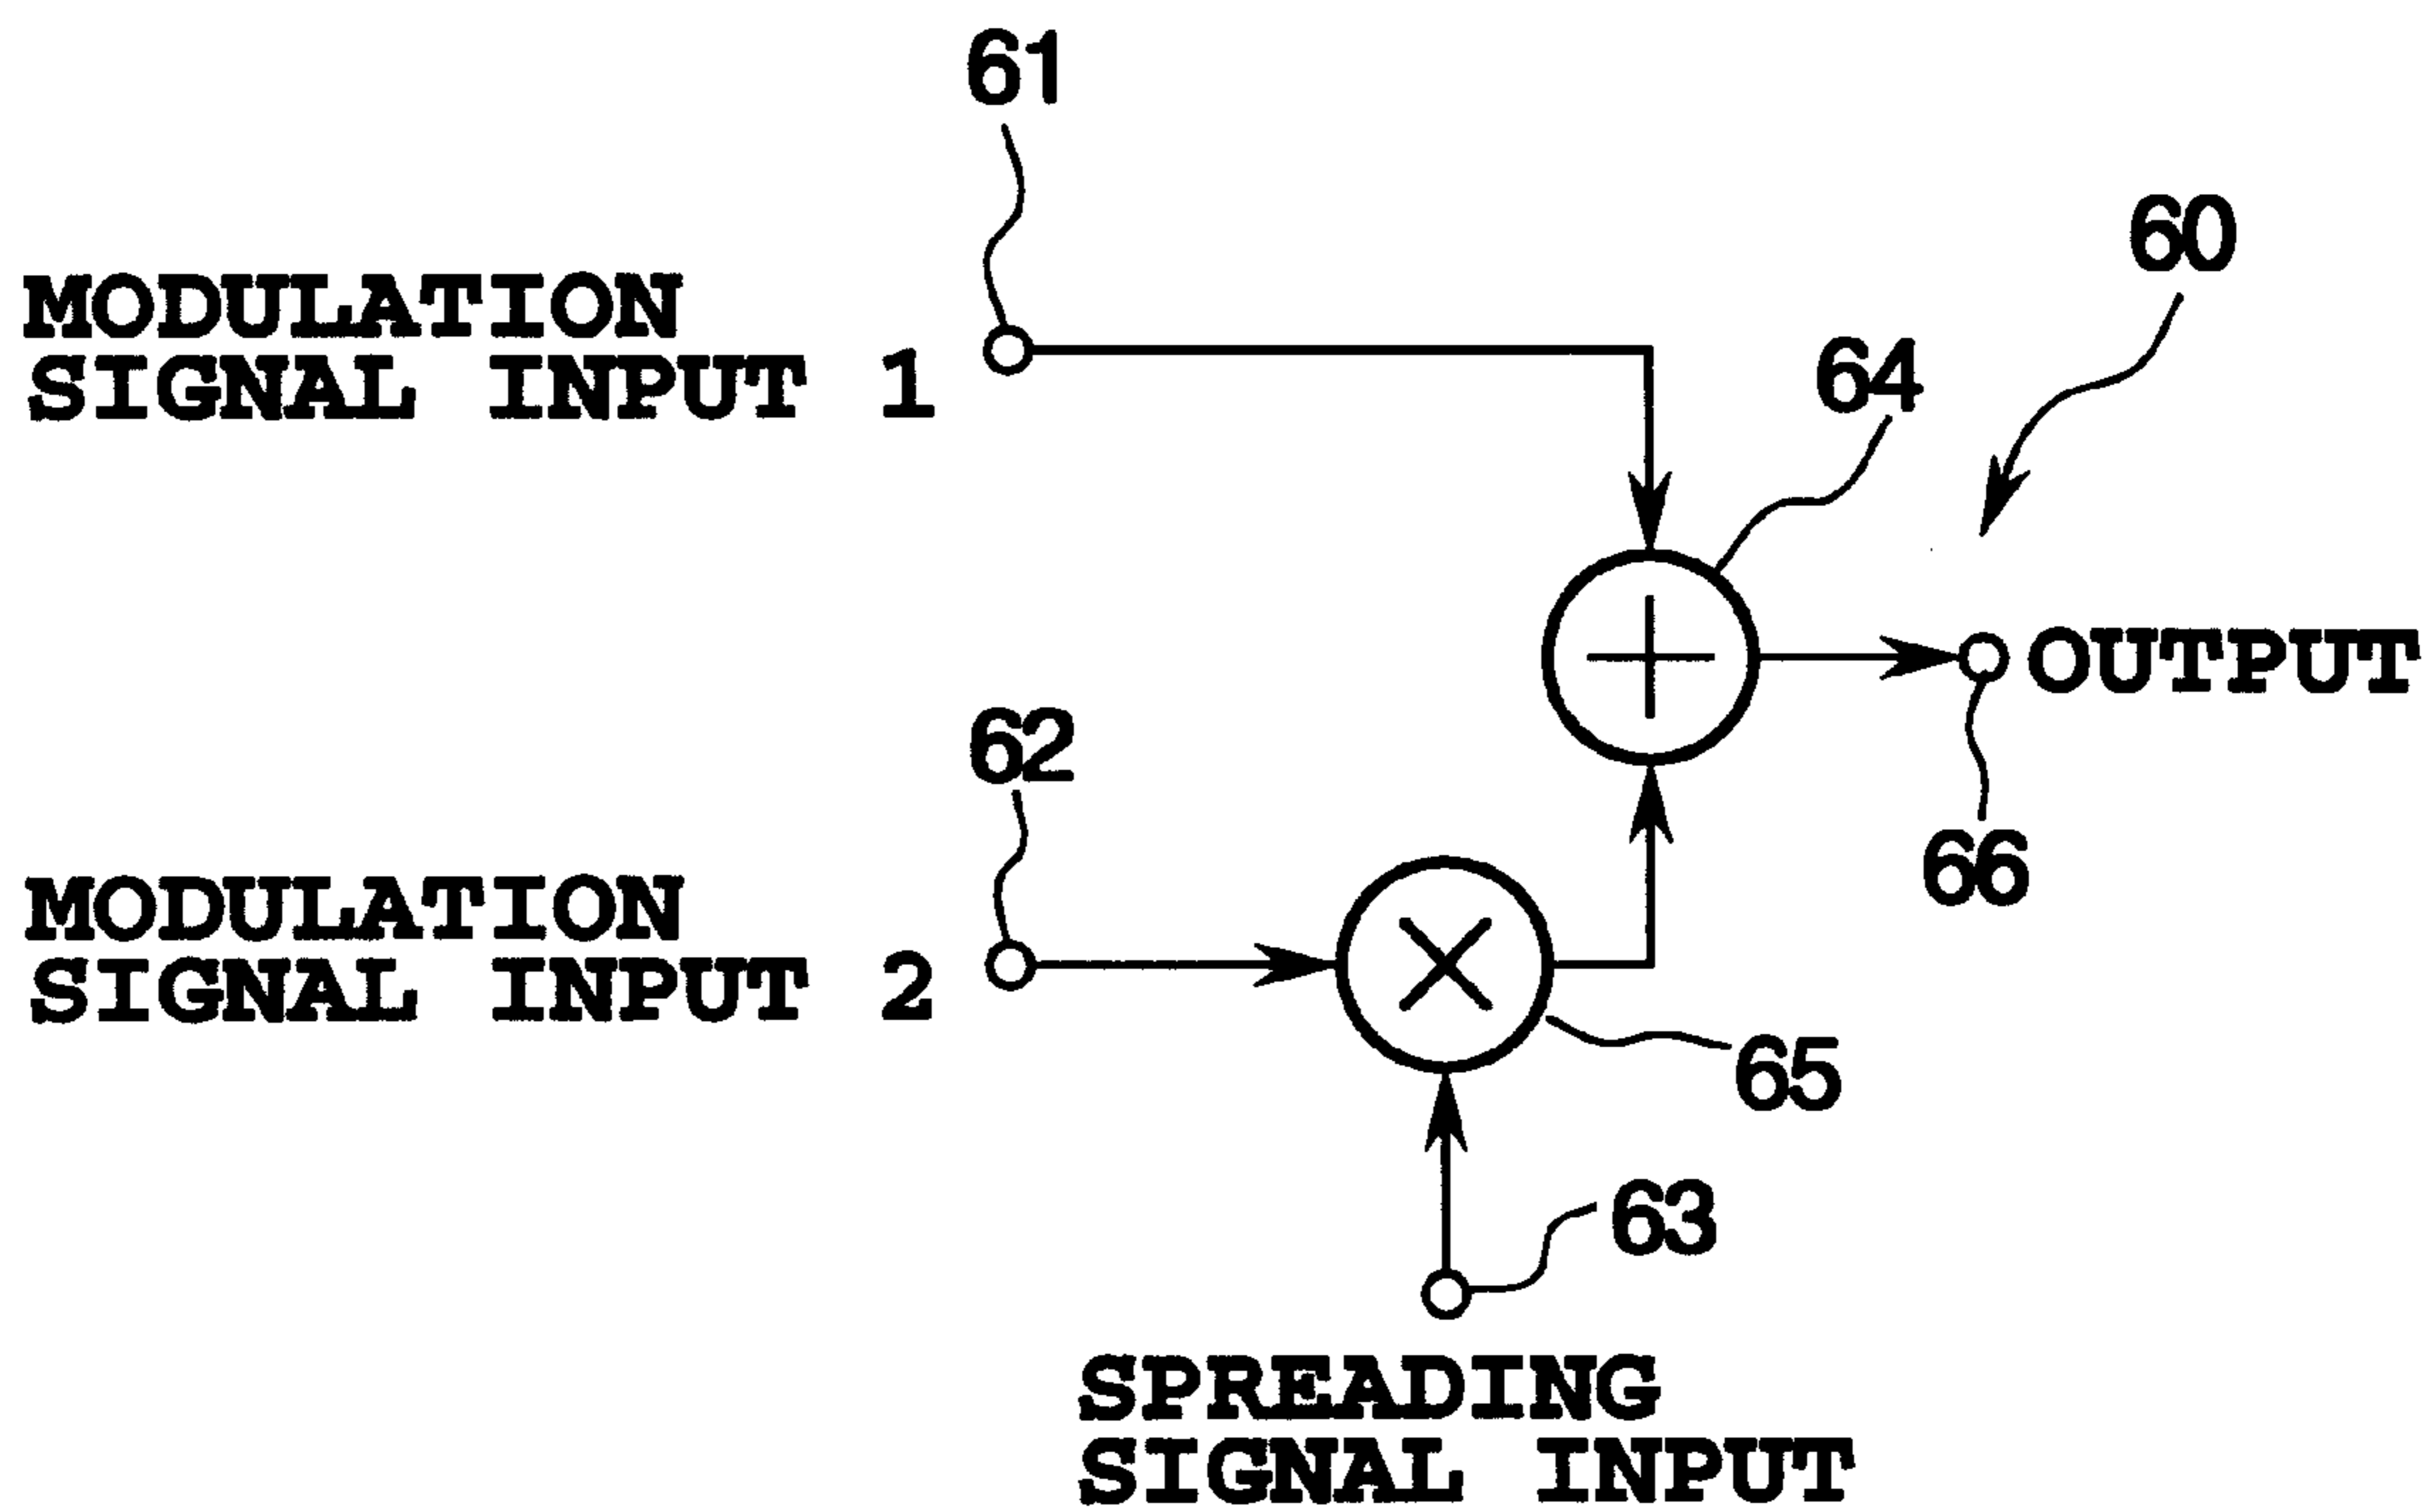 61
60
MODULATION
SIGNAL INPUT 1
64
OUTPUT
62
66
MODULATION
SIGNAL INPUT 2
65
63
SPREADING
SIGNAL INPUT